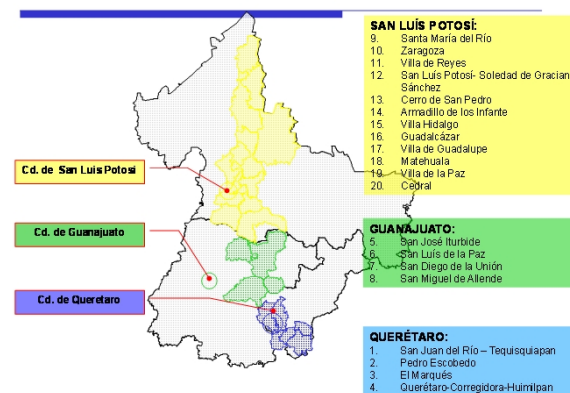 SAN LUÍS POTOSÍ:
9. Santa María del Río
10. Zaragoza
11. Villa de Reyes
12. San Luís Potosí- Soledad de Gracian
Sánchez
13. Cerro de San Pedro
14. Armadillo de los Infante
15. Villa Hidalgo
16. Guadalcázar
17. Villa de Guadalupe
18. Matehuala
19. Villa de la Paz
20. Cedral
Cd. de San Luis Potosí
Cd. de Guanajuato
Cd. de Queretaro
GUANAJUATO:
5. San José Iturbide
6. San Luís de la Paz
7. San Diego de la Unión
8. San Miguel de Allende
QUERÉTARO:
1. San Juan del Río – Tequisquiapan
2. Pedro Escobedo
3. El Marqués
4. Querétaro-Corregidora-Huimilpan